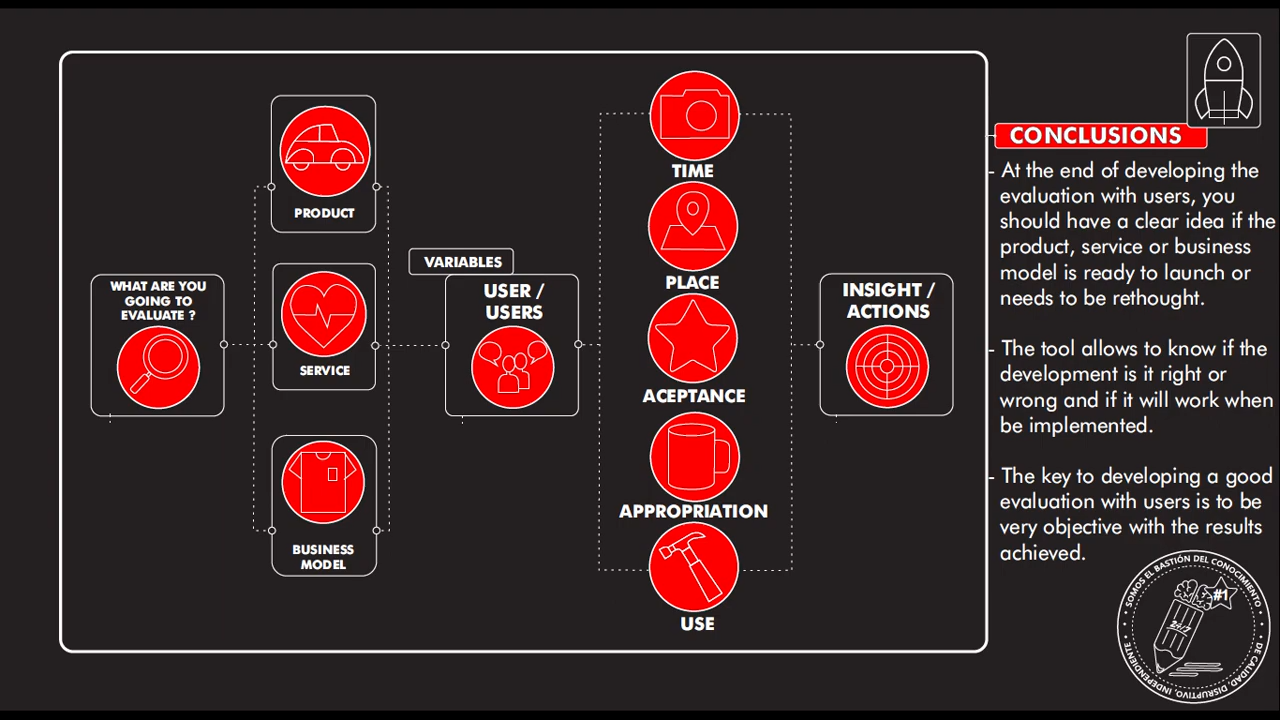 WHAT ARE YOU
GOING TO
EVALUATE ?
PRODUCT
SERVICE
BUSINESS
MODEL
VARIABLES
USER /
USERS
TIME
PLACE
ACEPTANCE
APPROPRIATION
USE
INSIGHT /
ACTIONS
CONCLUSIONS
At the end of developing the
evaluation with users, you
should have a clear idea if the
product, service or business
model is ready to launch or
needs to be rethought.
The tool allows to know if the
development is it right or
wrong and if it will work when
be implemented.
The key to developing a good
evaluation with users is to be
very objective with the results
achieved.
• SOMOS EL BASTIÓN DEL CONOCIMIENTO •
• DE CALIDAD, DISRUPTIVO, INDEPENDIENTE •
#1
24/7